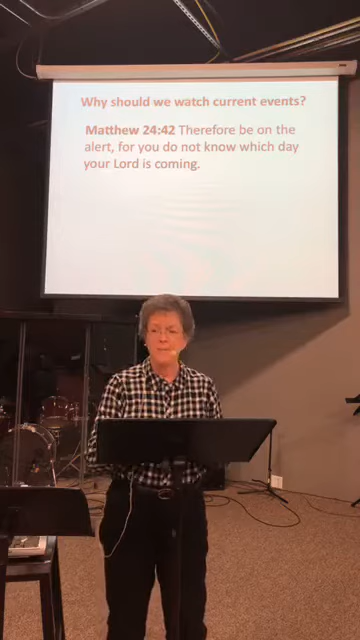 Why should we watch current events?
Matthew 24:42 Therefore be on the
alert, for you do not know which day
your Lord is coming.